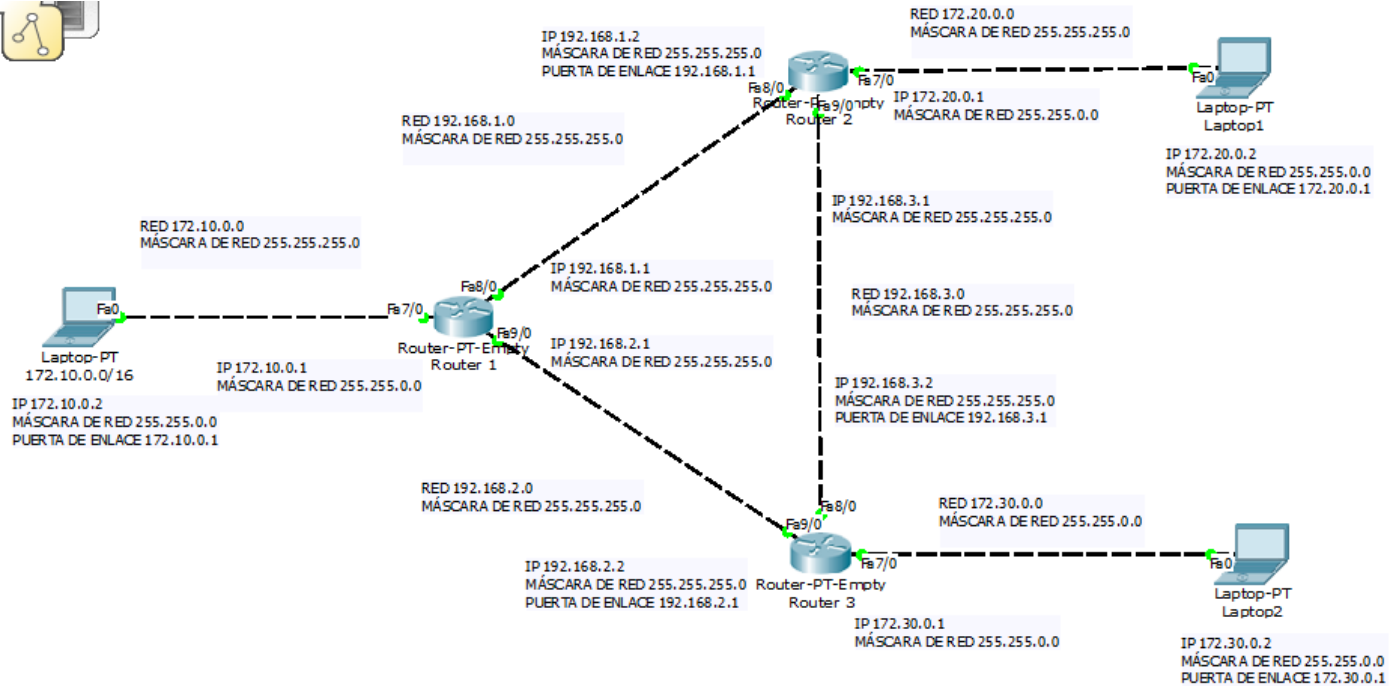 RED 172.20.0.0
MÁSCARA DE RED 255.255.255.0
IP 192.168.1.2
MÁSCARA DE RED 255.255.255.0
PUERTA DE ENLACE 192.168.1.1
Fa8/0
Fa7/0
Fa9/0
Router-PT-Empty
Router 2
IP 172.20.0.1
MÁSCARA DE RED 255.255.0.0
Fa0
Laptop-PT
Laptop1
IP 172.20.0.2
MÁSCARA DE RED 255.255.0.0
PUERTA DE ENLACE 172.20.0.1
RED 192.168.1.0
MÁSCARA DE RED 255.255.255.0
IP 192.168.3.1
MÁSCARA DE RED 255.255.255.0
RED 172.10.0.0
MÁSCARA DE RED 255.255.255.0
IP 192.168.1.1
MÁSCARA DE RED 255.255.255.0
RED 192.168.3.0
MÁSCARA DE RED 255.255.255.0
Fa0
Laptop-PT
172.10.0.0/16
Fa7/0
Fa8/0
Fa9/0
Router-PT-Empty
Router 1
IP 192.168.2.1
MÁSCARA DE RED 255.255.255.0
IP 172.10.0.1
MÁSCARA DE RED 255.255.0.0
IP 172.10.0.2
MÁSCARA DE RED 255.255.0.0
PUERTA DE ENLACE 172.10.0.1
IP 192.168.3.2
MÁSCARA DE RED 255.255.255.0
PUERTA DE ENLACE 192.168.3.1
RED 192.168.2.0
MÁSCARA DE RED 255.255.255.0
RED 172.30.0.0
MÁSCARA DE RED 255.255.0.0
Fa8/0
Fa9/0
Fa7/0
Router-PT-Empty
Router 3
IP 192.168.2.2
MÁSCARA DE RED 255.255.255.0
PUERTA DE ENLACE 192.168.2.1
Fa0
Laptop-PT
Laptop2
IP 172.30.0.1
MÁSCARA DE RED 255.255.0.0
IP 172.30.0.2
MÁSCARA DE RED 255.255.0.0
PUERTA DE ENLACE 172.30.0.1